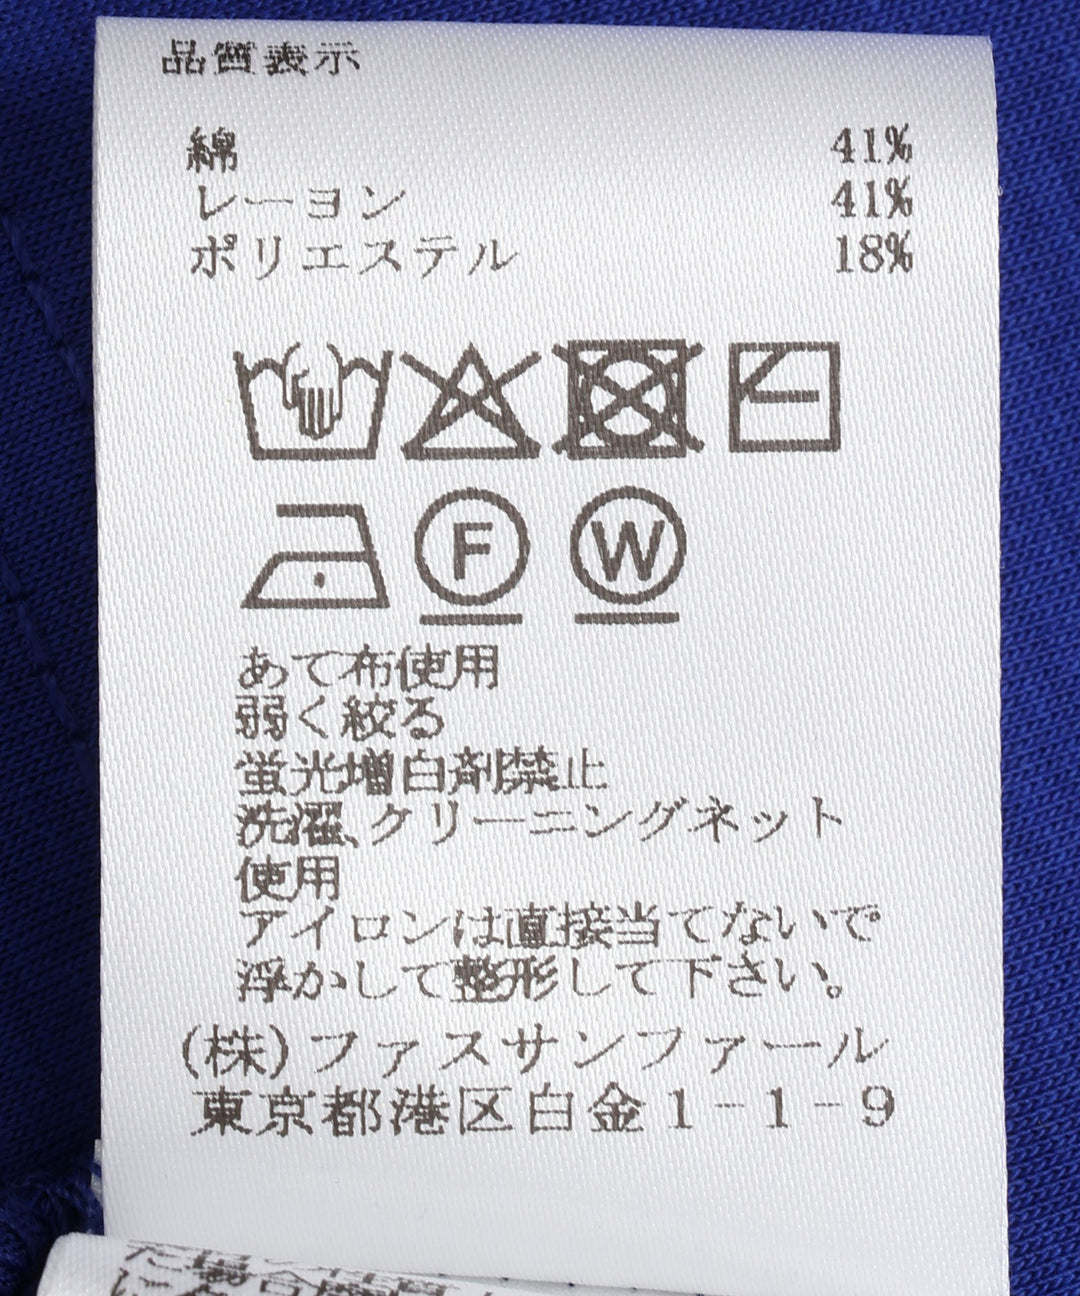 品質表示
綿 41%
レーヨン 41%
ポリエステル 18%
F W
あて布使用
弱く絞る
蛍光増白剤禁止
洗濯、クリーニングネット
使用
アイロンは直接当てないで
浮かして整形して下さい。
(株)ファスサンファール
東京都港区白金1-1-9